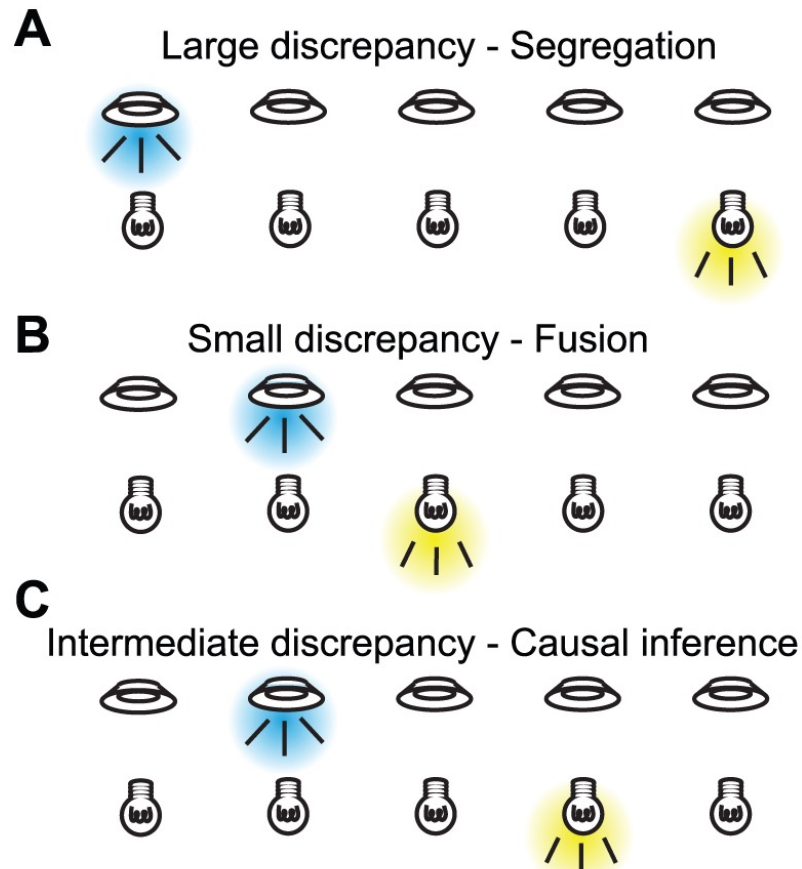 A
Large discrepancy - Segregation
B
Small discrepancy - Fusion
C
Intermediate discrepancy - Causal inference